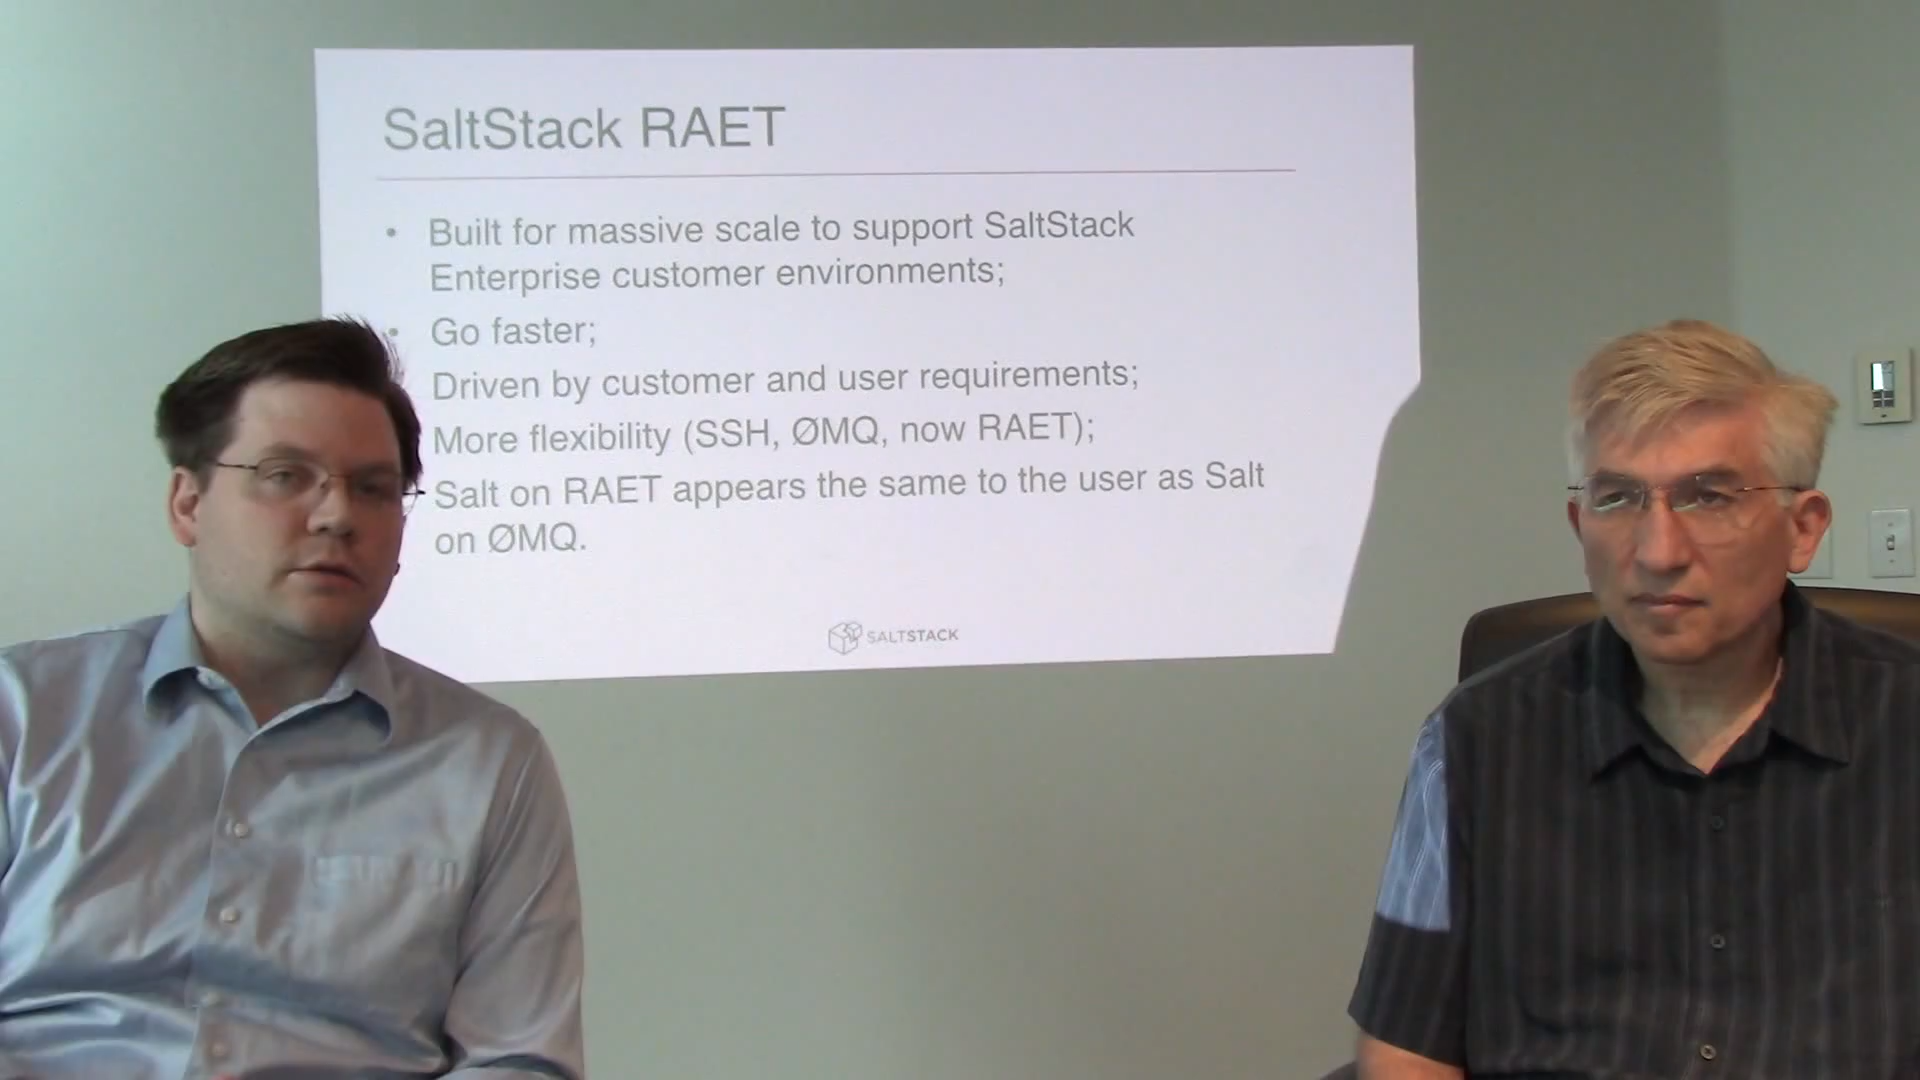 SaltStack RAET
• Built for massive scale to support SaltStack
Enterprise customer environments;
• Go faster;
Driven by customer and user requirements;
More flexibility (SSH, ØMQ, now RAET);
Salt on RAET appears the same to the user as Salt
on ØMQ.
SALTSTACK